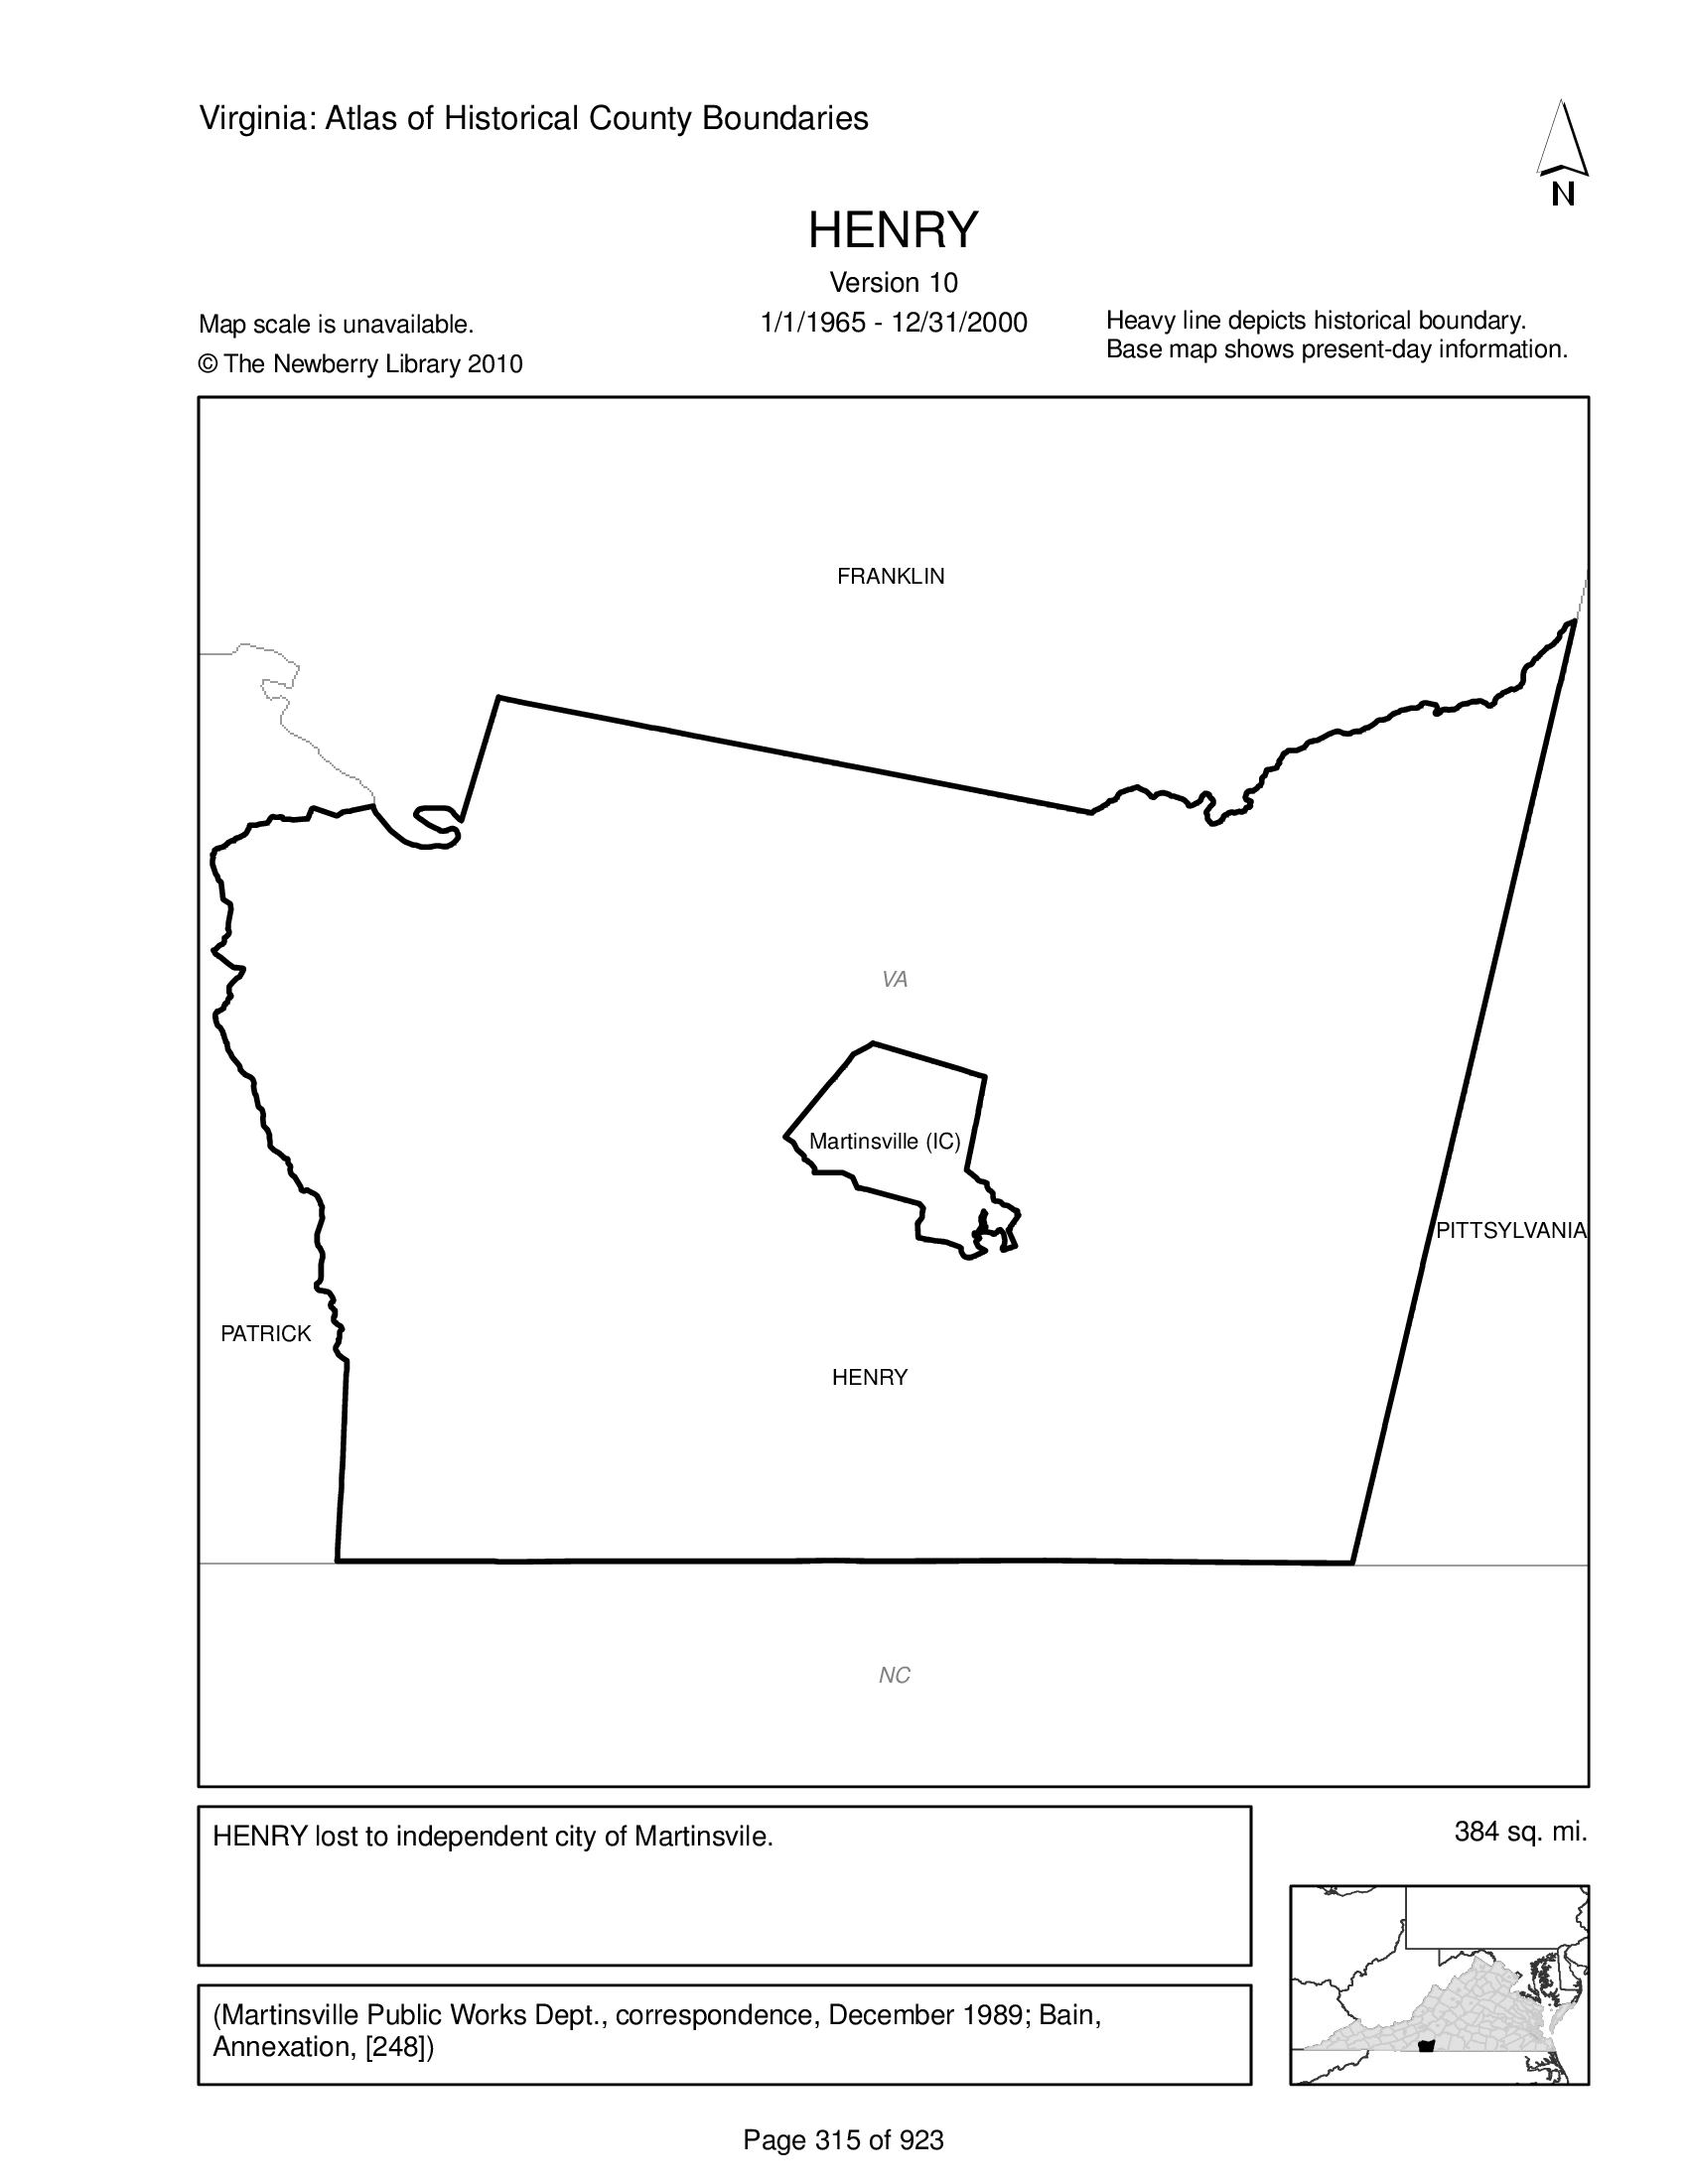 Virginia: Atlas of Historical County Boundaries
N
HENRY
Version 10
1/1/1965 - 12/31/2000
Map scale is unavailable.
© The Newberry Library 2010
Heavy line depicts historical boundary.
Base map shows present-day information.
FRANKLIN
VA
Martinsville (IC)
PITTSYLVANIA
PATRICK
HENRY
NC
HENRY lost to independent city of Martinsvile.
384 sq. mi.
(Martinsville Public Works Dept., correspondence, December 1989; Bain,
Annexation, [248])
Page 315 of 923